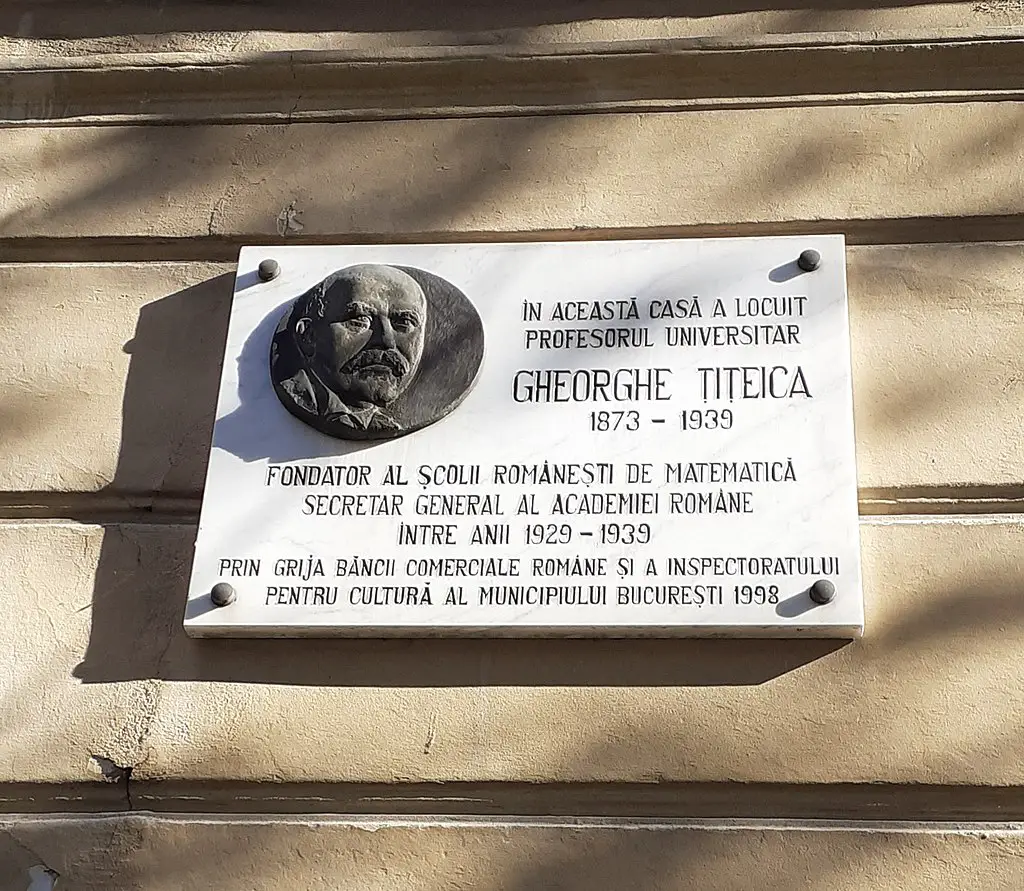 ÎN ACEASTĂ CASĂ A LOCUIT
PROFESORUL UNIVERSITAR
GHEORGHE ȚIȚEICA
1873 – 1939
FONDATOR AL ȘCOLII ROMÂNEȘTI DE MATEMATICĂ
SECRETAR GENERAL AL ACADEMIEI ROMÂNE
ÎNTRE ANII 1929 – 1939
PRIN GRIJA BĂNCII COMERCIALE ROMÂNE ȘI A INSPECTORATULUI
PENTRU CULTURĂ AL MUNICIPIULUI BUCUREȘTI 1998